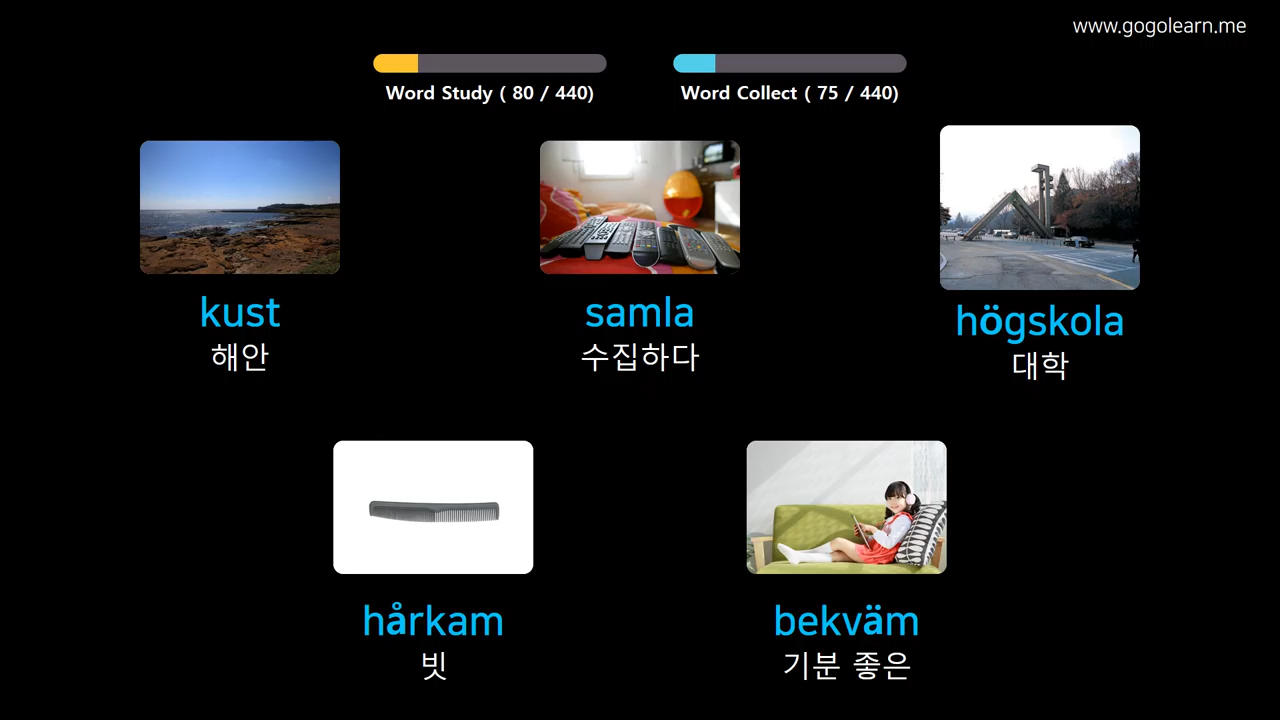 www.gogolearn.me
Word Study ( 80 / 440)
Word Collect ( 75 / 440)
kust
해안
samla
수집하다
högskola
대학
hårkam
빗
bekväm
기분 좋은